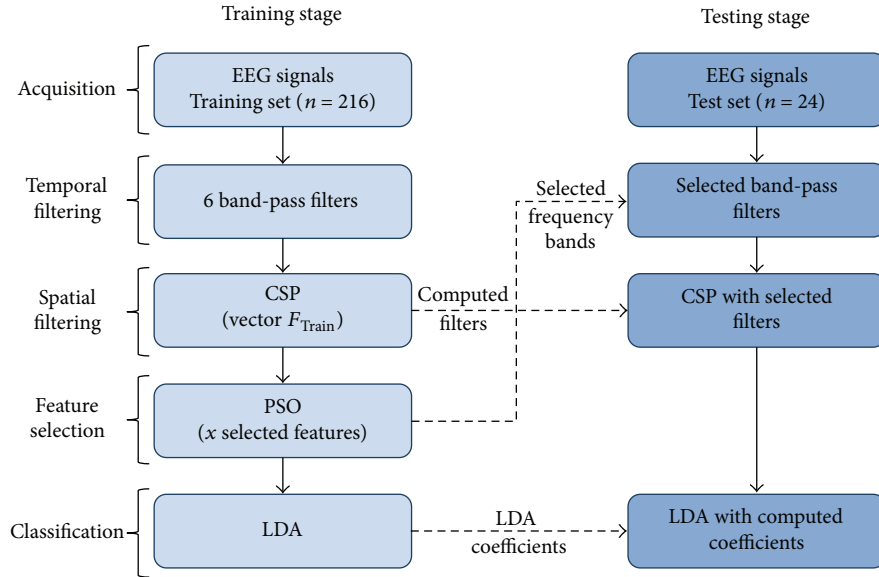 Training stage
Testing stage
Acquisition
EEG signals
Training set (n = 216)
EEG signals
Test set (n = 24)
Temporal
filtering
6 band-pass filters
Selected
frequency
bands
Selected band-pass
filters
Spatial
filtering
CSP
(vector F_Train)
Computed
filters
CSP with selected
filters
Feature
selection
PSO
(x selected features)
Classification
LDA
LDA
coefficients
LDA with computed
coefficients